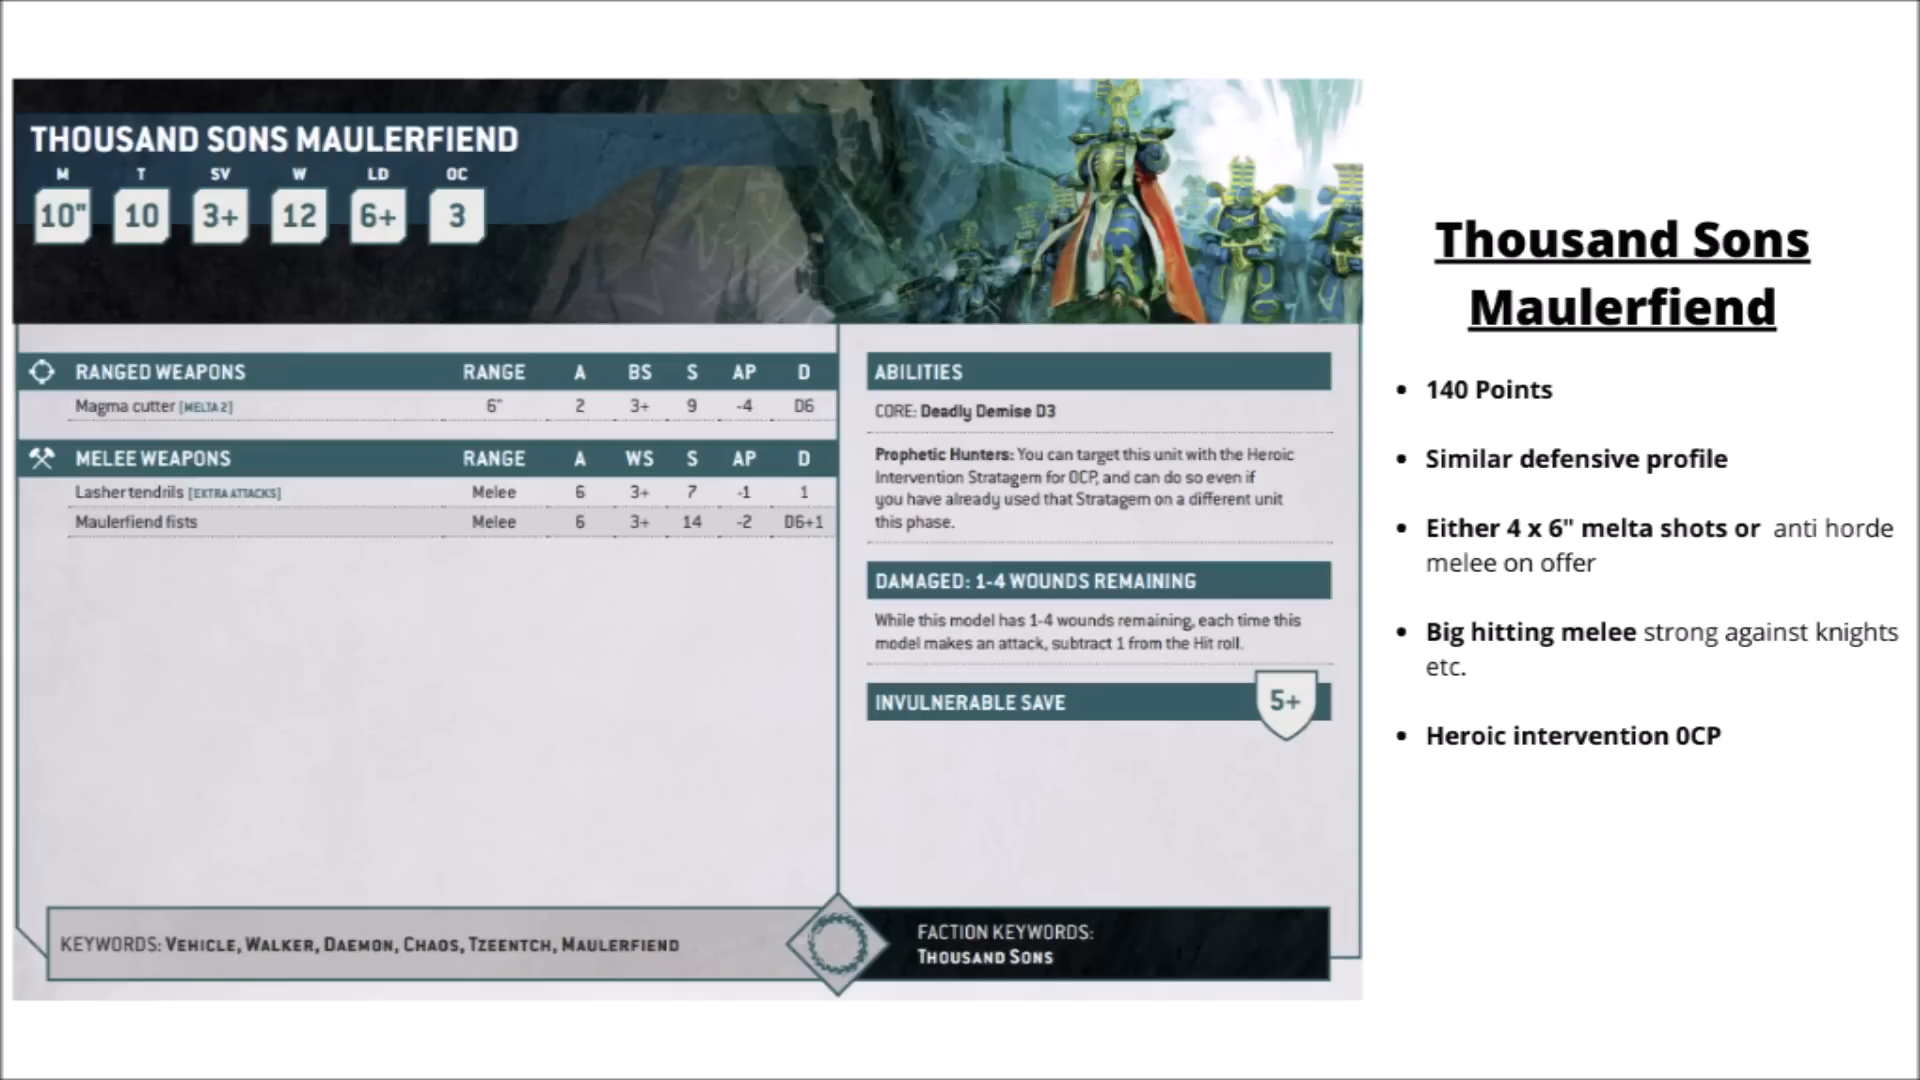 THOUSAND SONS MAULERFIEND
M T SV W LD OC
10" 10 3+ 12 6+ 3
RANGED WEAPONS RANGE A BS S AP D
Magma cutter [MELTA 2] 6" 2 3+ 9 -4 D6
MELEE WEAPONS RANGE A WS S AP D
Lasher tendrils [EXTRA ATTACKS] Melee 6 3+ 7 -1 1
Maulerfiend fists Melee 6 3+ 14 -2 D6+1
ABILITIES
CORE: Deadly Demise D3
Prophetic Hunters: You can target this unit with the Heroic
Intervention Stratagem for 0CP, and can do so even if
you have already used that Stratagem on a different unit
this phase.
DAMAGED: 1-4 WOUNDS REMAINING
While this model has 1-4 wounds remaining, each time this
model makes an attack, subtract 1 from the Hit roll.
INVULNERABLE SAVE 5+
KEYWORDS: VEHICLE, WALKER, DAEMON, CHAOS, TZEENTCH, MAULERFIEND
FACTION KEYWORDS:
THOUSAND SONS
Thousand Sons
Maulerfiend
• 140 Points
• Similar defensive profile
• Either 4 x 6" melta shots or anti horde
melee on offer
• Big hitting melee strong against knights
etc.
• Heroic intervention 0CP